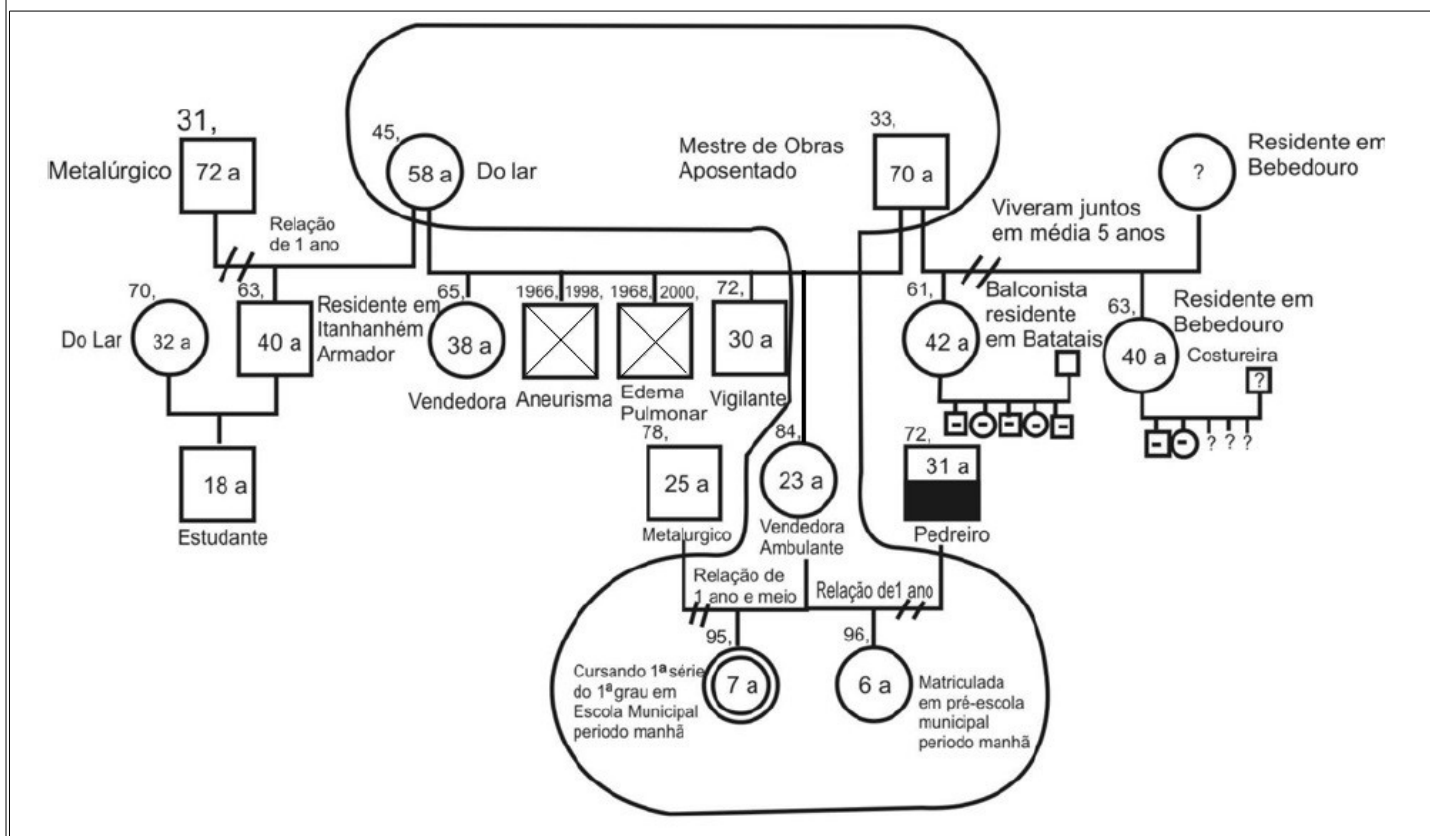 31,
Metalúrgico
72 a
45,
58 a
Do lar
Mestre de Obras
Aposentado
33,
70 a
?
Residente em
Bebedouro
Relação
de 1 ano
Viveram juntos
em média 5 anos
70,
Do Lar
32 a
63,
40 a
Residente em
Itanhanhém
Armador
65,
38 a
Vendedora
1966, 1998,
Aneurisma
1968, 2000,
Edema
Pulmonar
72,
30 a
Vigilante
61,
42 a
Balconista
residente
em Batatais
63,
40 a
Residente em
Bebedouro
Costureira
?
- - - - -
- - ? ? ?
18 a
Estudante
78,
25 a
Metalurgico
84,
23 a
Vendedora
Ambulante
72,
31 a
Pedreiro
Relação de
1 ano e meio
Relação de1 ano
95,
7 a
Cursando 1ª série
do 1ª grau em
Escola Municipal
periodo manhã
96,
6 a
Matriculada
em pré-escola
municipal
periodo manhã